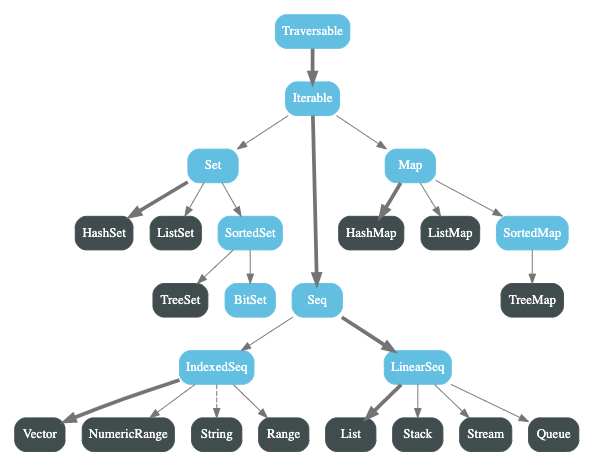 Traversable
Iterable
Set
Map
HashSet
ListSet
SortedSet
HashMap
ListMap
SortedMap
TreeSet
BitSet
Seq
TreeMap
IndexedSeq
LinearSeq
Vector
NumericRange
String
Range
List
Stack
Stream
Queue